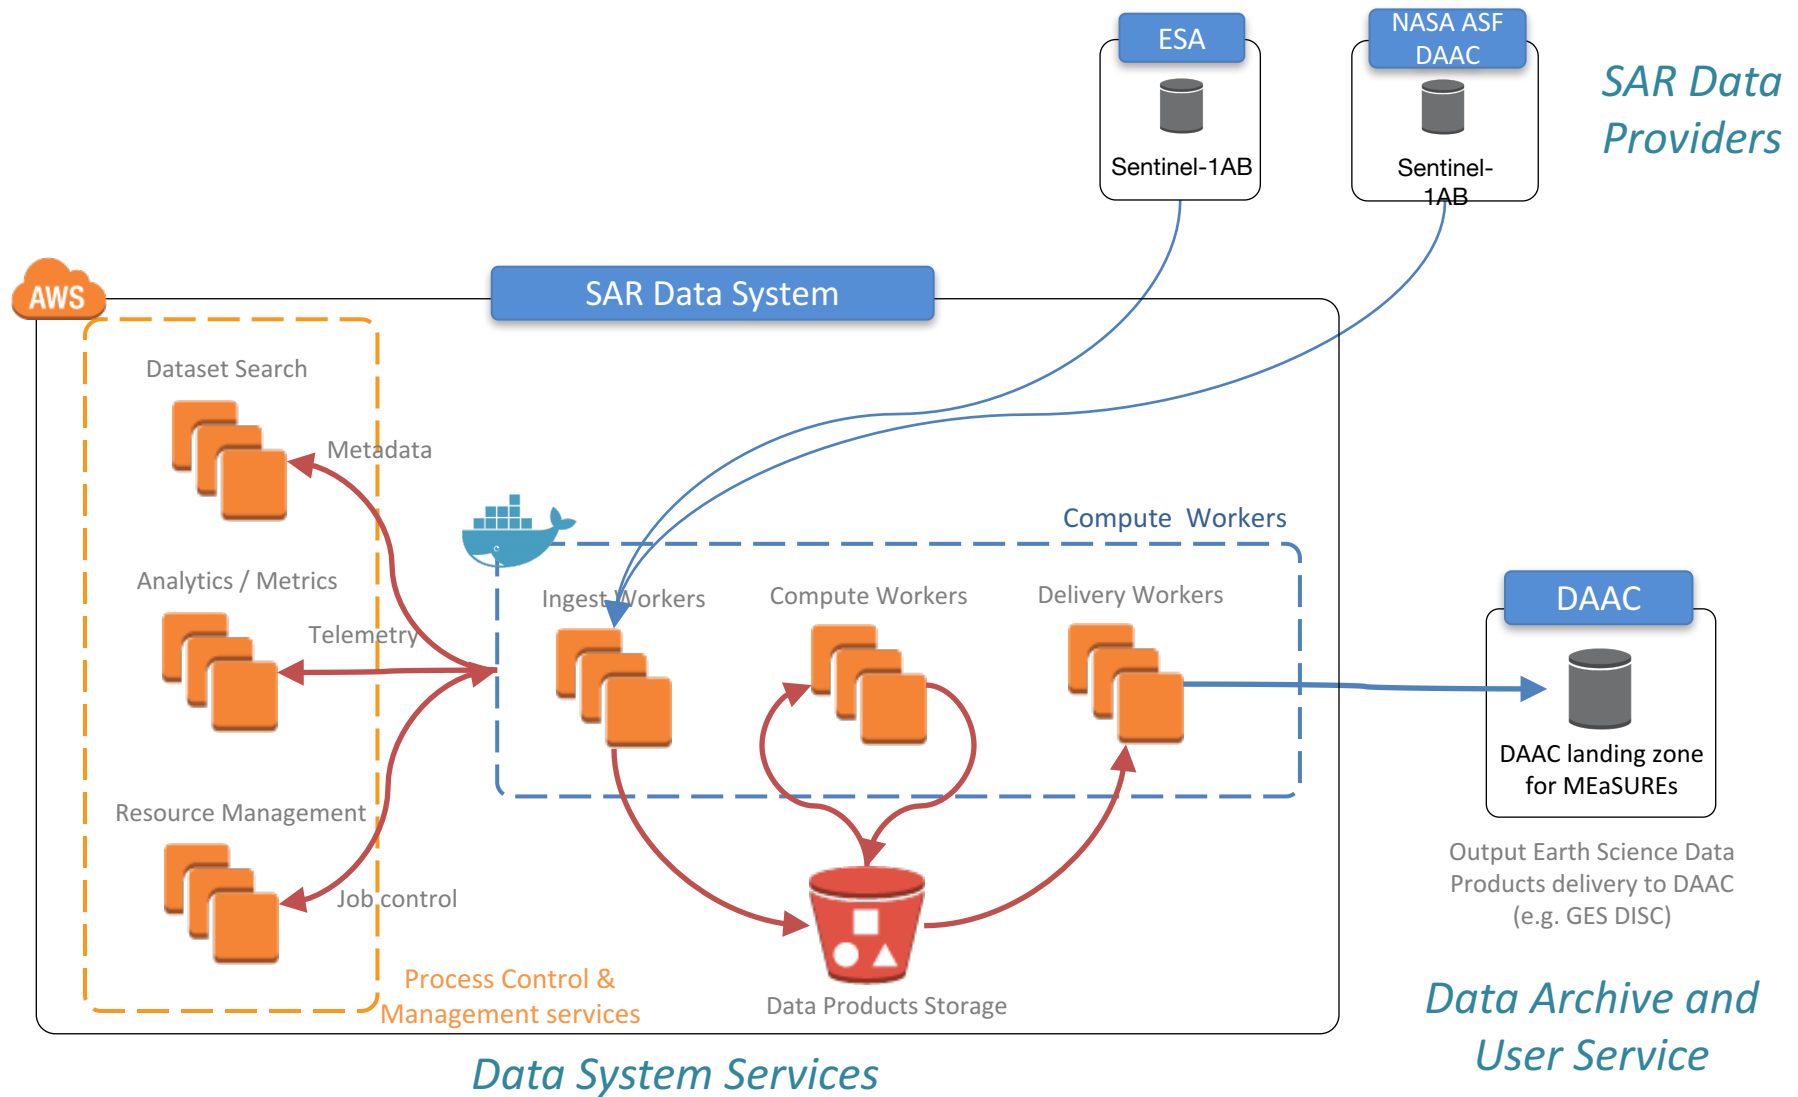 ESA
Sentinel-1AB
NASA ASF
DAAC
Sentinel-
1AB
SAR Data
Providers
AWS
SAR Data System
Dataset Search
Metadata
Analytics / Metrics
Telemetry
Resource Management
Job control
Process Control &
Management services
Compute  Workers
Ingest Workers
Compute Workers
Delivery Workers
Data Products Storage
DAAC
DAAC landing zone
for MEaSUREs
Output Earth Science Data
Products delivery to DAAC
(e.g. GES DISC)
Data Archive and
User Service
Data System Services